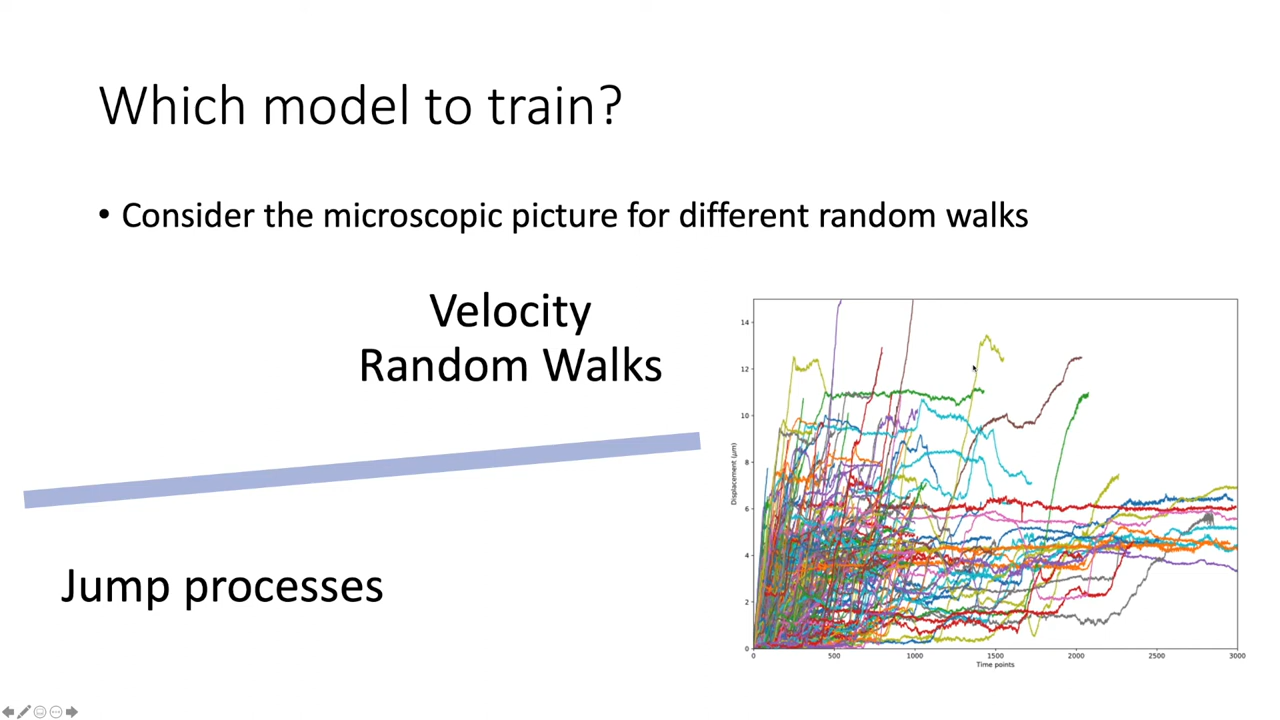 Which model to train?
• Consider the microscopic picture for different random walks
Velocity
Random Walks
Jump processes
Displacement (μm)
14
12
10
8
6
4
2
0
0 500 1000 1500 2000 2500 3000
Time points